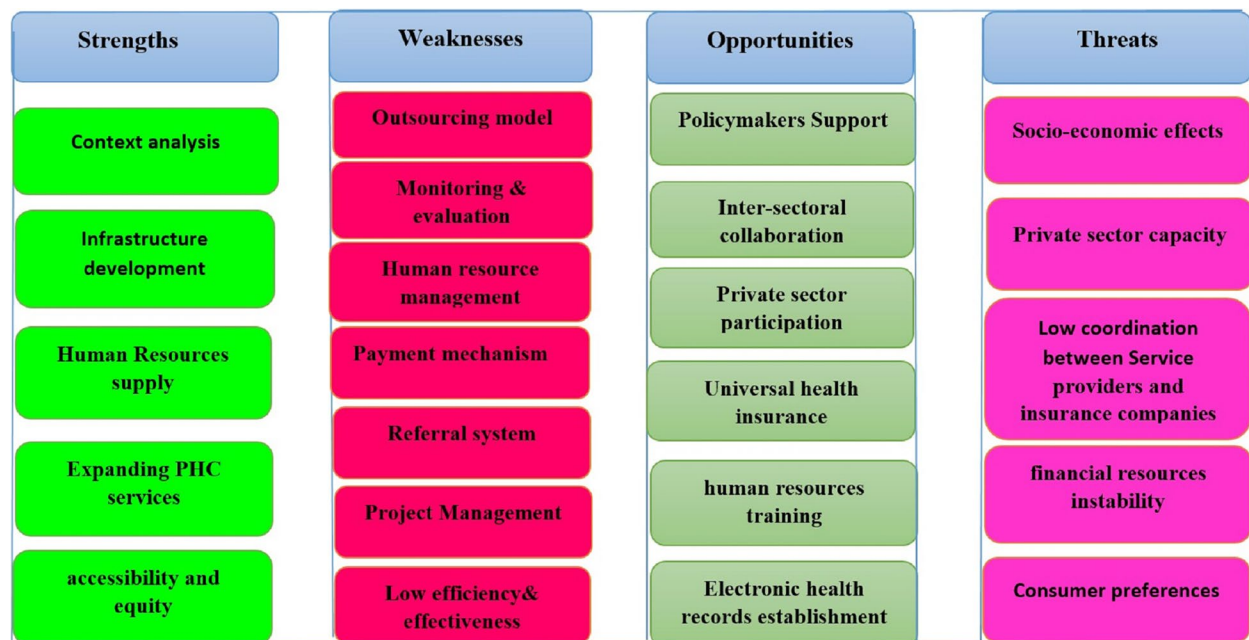 Strengths
Context analysis
Infrastructure
development
Human Resources
supply
Expanding PHC
services
accessibility and
equity
Weaknesses
Outsourcing model
Monitoring &
evaluation
Human resource
management
Payment mechanism
Referral system
Project Management
Low efficiency&
effectiveness
Opportunities
Policymakers Support
Inter-sectoral
collaboration
Private sector
participation
Universal health
insurance
human resources
training
Electronic health
records establishment
Threats
Socio-economic effects
Private sector capacity
Low coordination
between Service
providers and
insurance companies
financial resources
instability
Consumer preferences